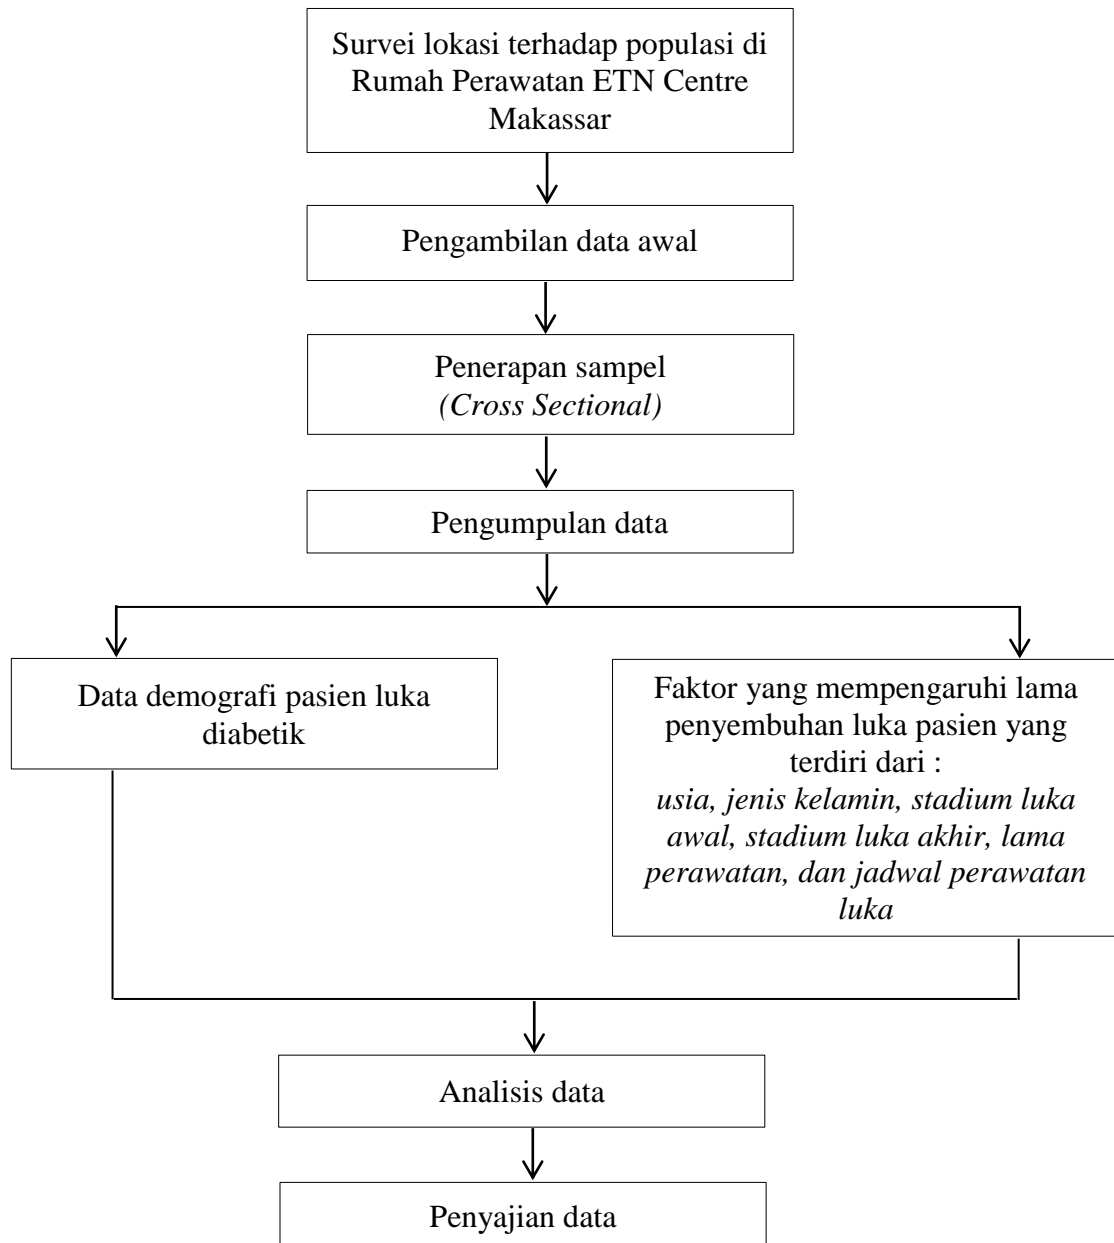 Survei lokasi terhadap populasi di
Rumah Perawatan ETN Centre
Makassar
Pengambilan data awal
Penerapan sampel
(Cross Sectional)
Pengumpulan data
Data demografi pasien luka
diabetik
Faktor yang mempengaruhi lama
penyembuhan luka pasien yang
terdiri dari :
usia, jenis kelamin, stadium luka
awal, stadium luka akhir, lama
perawatan, dan jadwal perawatan
luka
Analisis data
Penyajian data